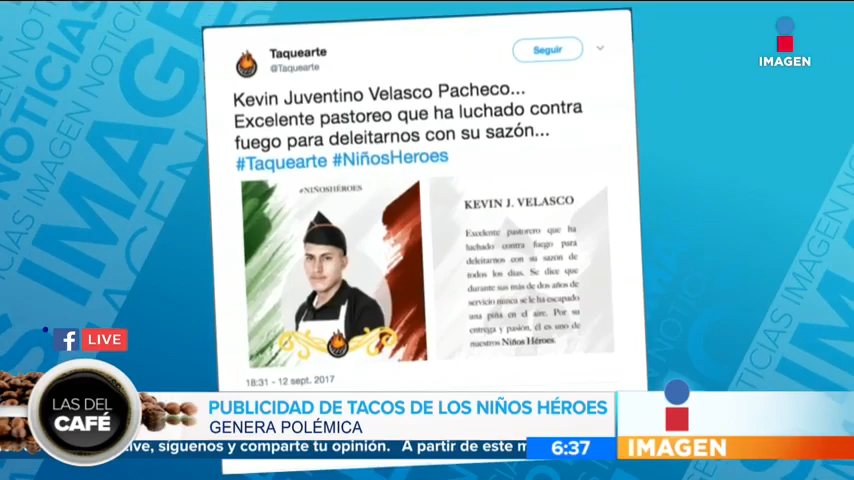 IMAGEN
Taquearte
@Taquearte
Seguir
Kevin Juventino Velasco Pacheco...
Excelente pastoreo que ha luchado contra
fuego para deleitarnos con su sazón...
#Taquearte #NiñosHeroes
#NIÑOSHÉROES
KEVIN J. VELASCO
Excelente pastorero que ha
luchado contra fuego para
deleitarnos con su sazón de
todos los días. Se dice que
durante sus más de dos años de
servicio nunca se le ha escapado
una piña en el aire. Por su
entrega y pasión, él es uno de
nuestros Niños Héroes.
18:31 - 12 sept. 2017
f LIVE
LAS DEL
CAFÉ
PUBLICIDAD DE TACOS DE LOS NIÑOS HÉROES
GENERA POLÉMICA
live, síguenos y comparte tu opinión. A partir de este m
6:37
IMAGEN
IMAGEN NOTICIAS